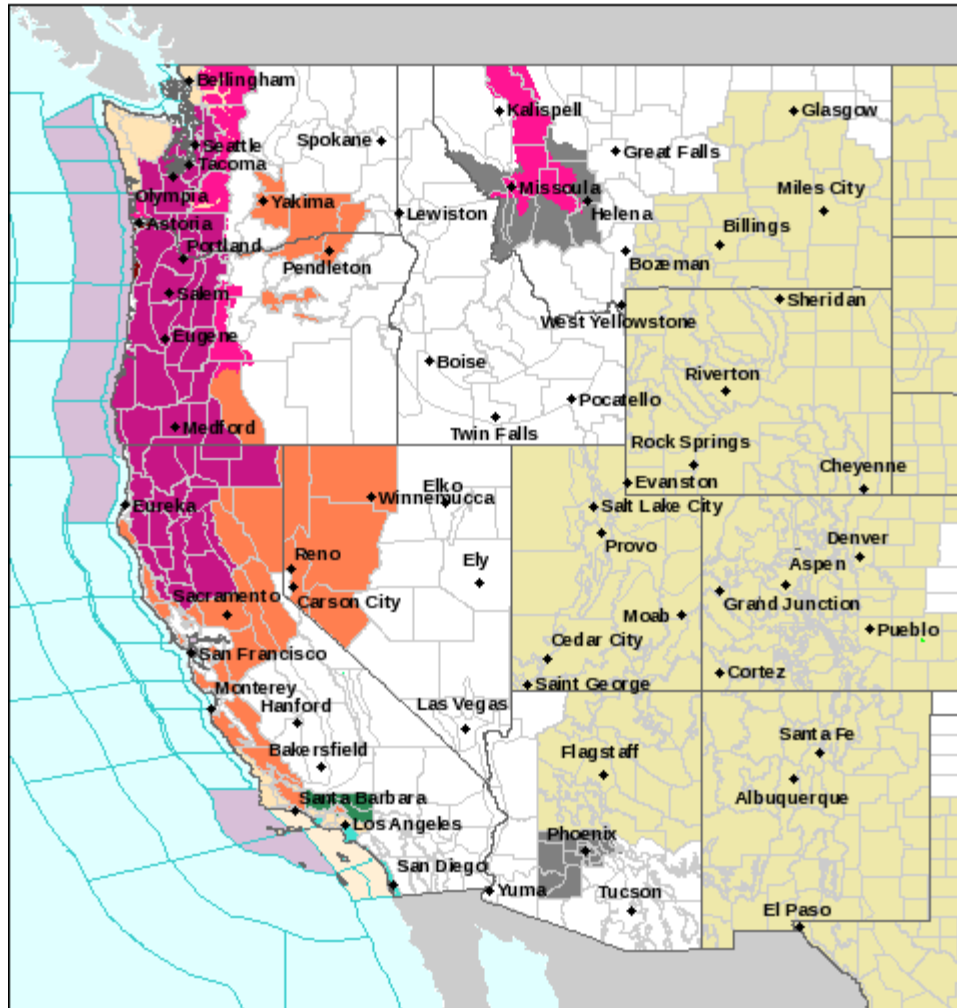 Bellingham
Kalispell
Glasgow
Seattle
Spokane
Great Falls
Tacoma
Missoula
Miles City
Olympia
Yakima
Helena
Lewiston
Astoria
Billings
Portland
Pendleton
Bozeman
Salem
Sheridan
West Yellowstone
Eugene
Boise
Riverton
Pocatello
Medford
Twin Falls
Rock Springs
Cheyenne
Elko
Evanston
Eureka
Winnemucca
Salt Lake City
Provo
Denver
Reno
Ely
Aspen
Sacramento
Carson City
Grand Junction
Moab
Pueblo
San Francisco
Cedar City
Cortez
Monterey
Saint George
Hanford
Las Vegas
Bakersfield
Flagstaff
Santa Fe
Albuquerque
Santa Barbara
Los Angeles
Phoenix
San Diego
Yuma
Tucson
El Paso